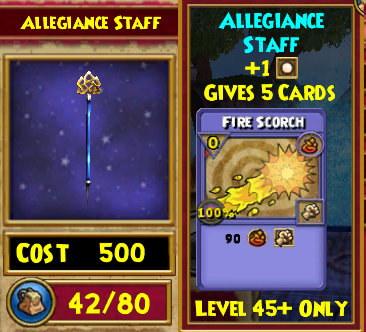 ALLEGIANCE STAFF
COST 500
42/80
ALLEGIANCE
STAFF
+1
GIVES 5 CARDS
FIRE SCORCH
0
100%
90
LEVEL 45+ ONLY